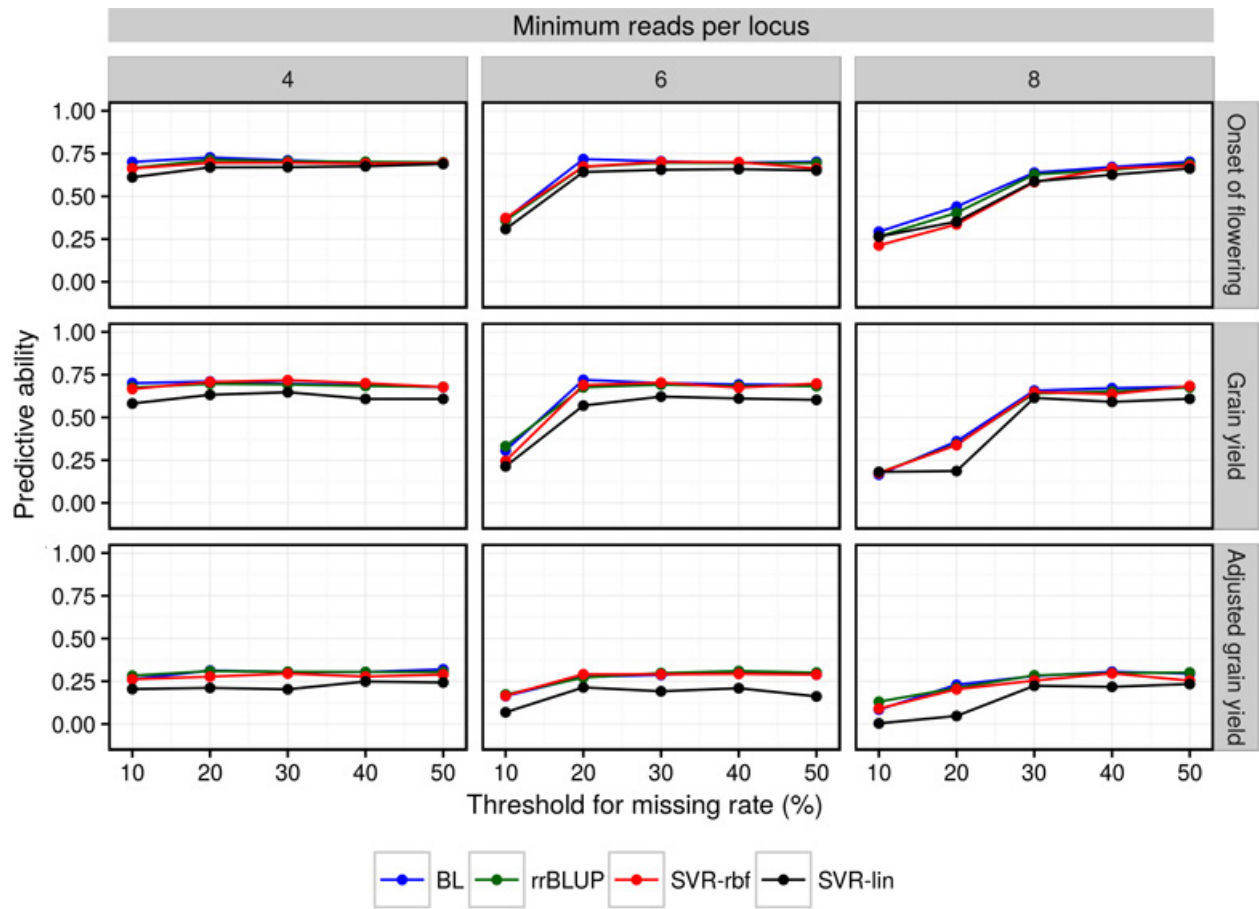 Minimum reads per locus
4 6 8
1.00
0.75
0.50
0.25
0.00
Onset of flowering
1.00
0.75
0.50
0.25
0.00
Grain yield
1.00
0.75
0.50
0.25
0.00
Adjusted grain yield
Predictive ability
10 20 30 40 50 10 20 30 40 50 10 20 30 40 50
Threshold for missing rate (%)
BL rrBLUP SVR-rbf SVR-lin